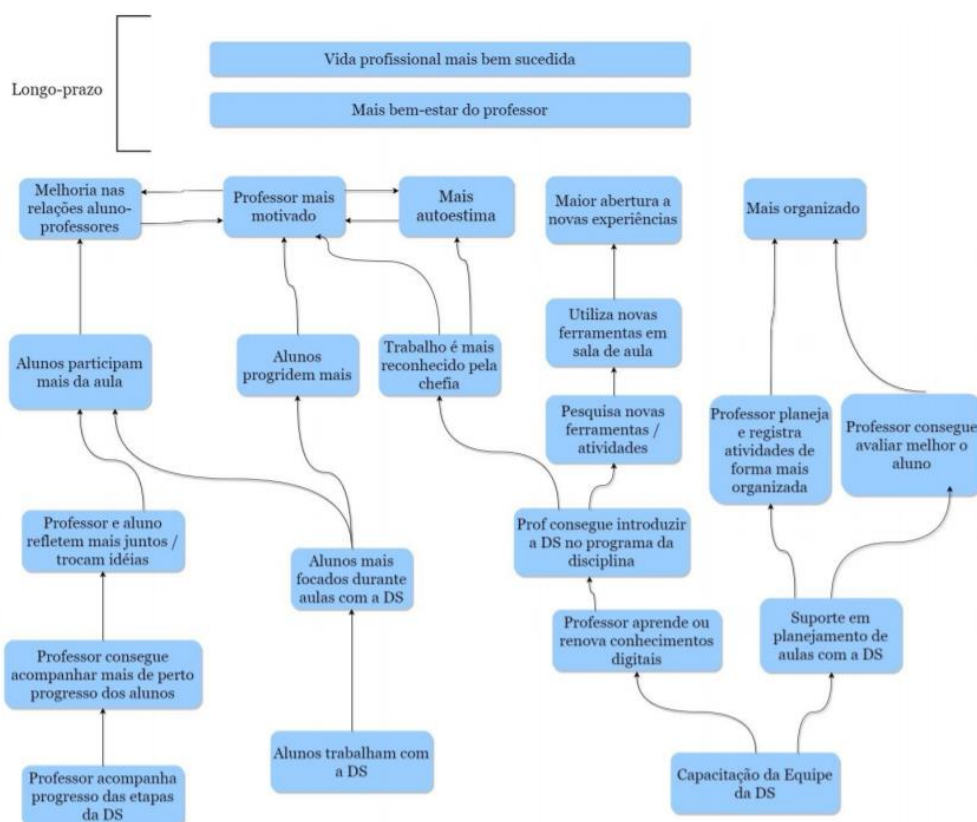 Longo-prazo
Vida profissional mais bem sucedida
Mais bem-estar do professor
Melhoria nas
relações aluno-
professores
Professor mais
motivado
Mais
autoestima
Maior abertura a
novas experiências
Mais organizado
Utiliza novas
ferramentas em
sala de aula
Alunos participam
mais da aula
Alunos
progridem mais
Trabalho é mais
reconhecido pela
chefia
Pesquisa novas
ferramentas /
atividades
Professor planeja
e registra
atividades de
forma mais
organizada
Professor consegue
avaliar melhor o
aluno
Professor e aluno
refletem mais juntos /
trocam idéias
Alunos mais
focados durante
aulas com a DS
Prof consegue introduzir
a DS no programa da
disciplina
Professor aprende ou
renova conhecimentos
digitais
Suporte em
planejamento de
aulas com a DS
Professor consegue
acompanhar mais de perto
progresso dos alunos
Alunos trabalham com
a DS
Professor acompanha
progresso das etapas
da DS
Capacitação da Equipe
da DS